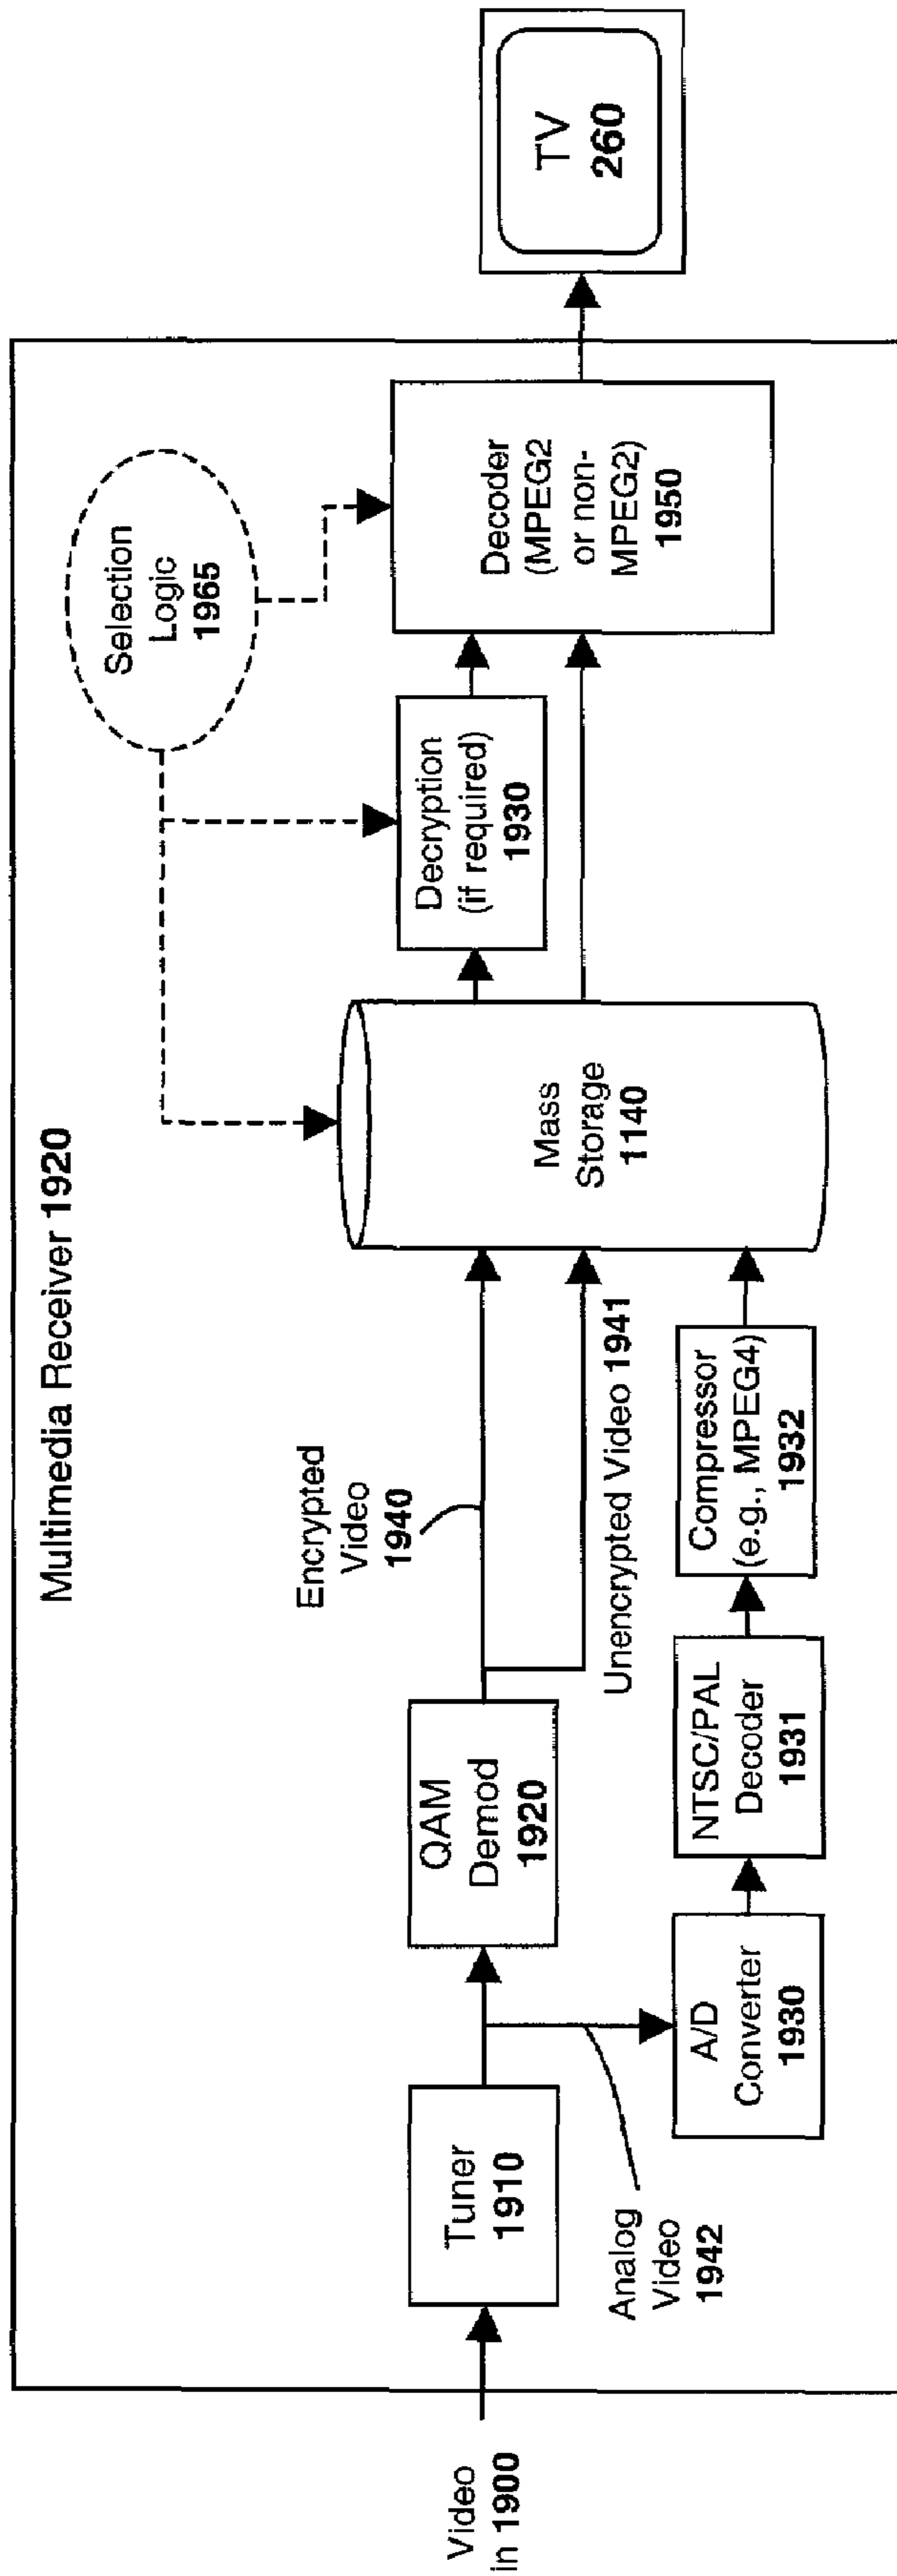 Multimedia Receiver 1920
Video
in 1900
Tuner
1910
Analog
Video
1942
QAM
Demod
1920
A/D
Converter
1930
NTSC/PAL
Decoder
1931
Compressor
(e.g., MPEG4)
1932
Encrypted
Video
1940
Unencrypted Video 1941
Mass
Storage
1140
Decryption
(if required)
1930
Selection
Logic
1965
Decoder
(MPEG2
or non-
MPEG2)
1950
TV
260